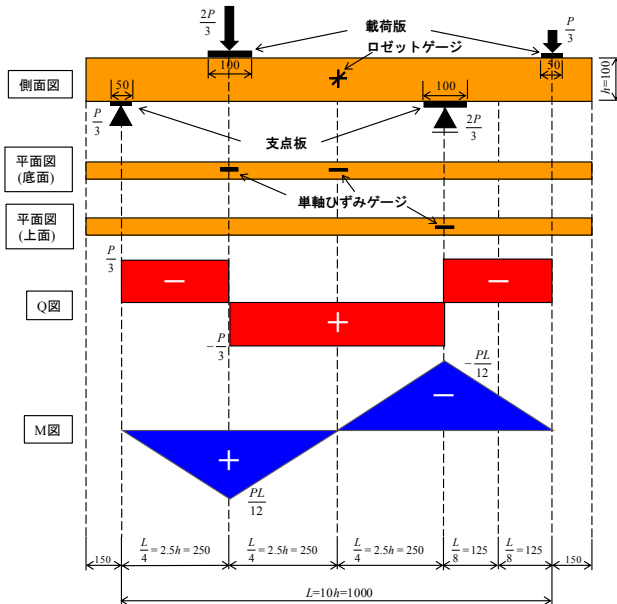 2P/3
載荷版
ロゼットゲージ
P/3
側面図
50
100
100
50
h=100
P/3
2P/3
支点板
平面図
(底面)
単軸ひずみゲージ
平面図
(上面)
P/3
Q図
−
+
−
−P/3
−PL/12
M図
+
−
PL/12
150
L/4=2.5h=250
L/4=2.5h=250
L/4=2.5h=250
L/8=125
L/8=125
150
L=10h=1000